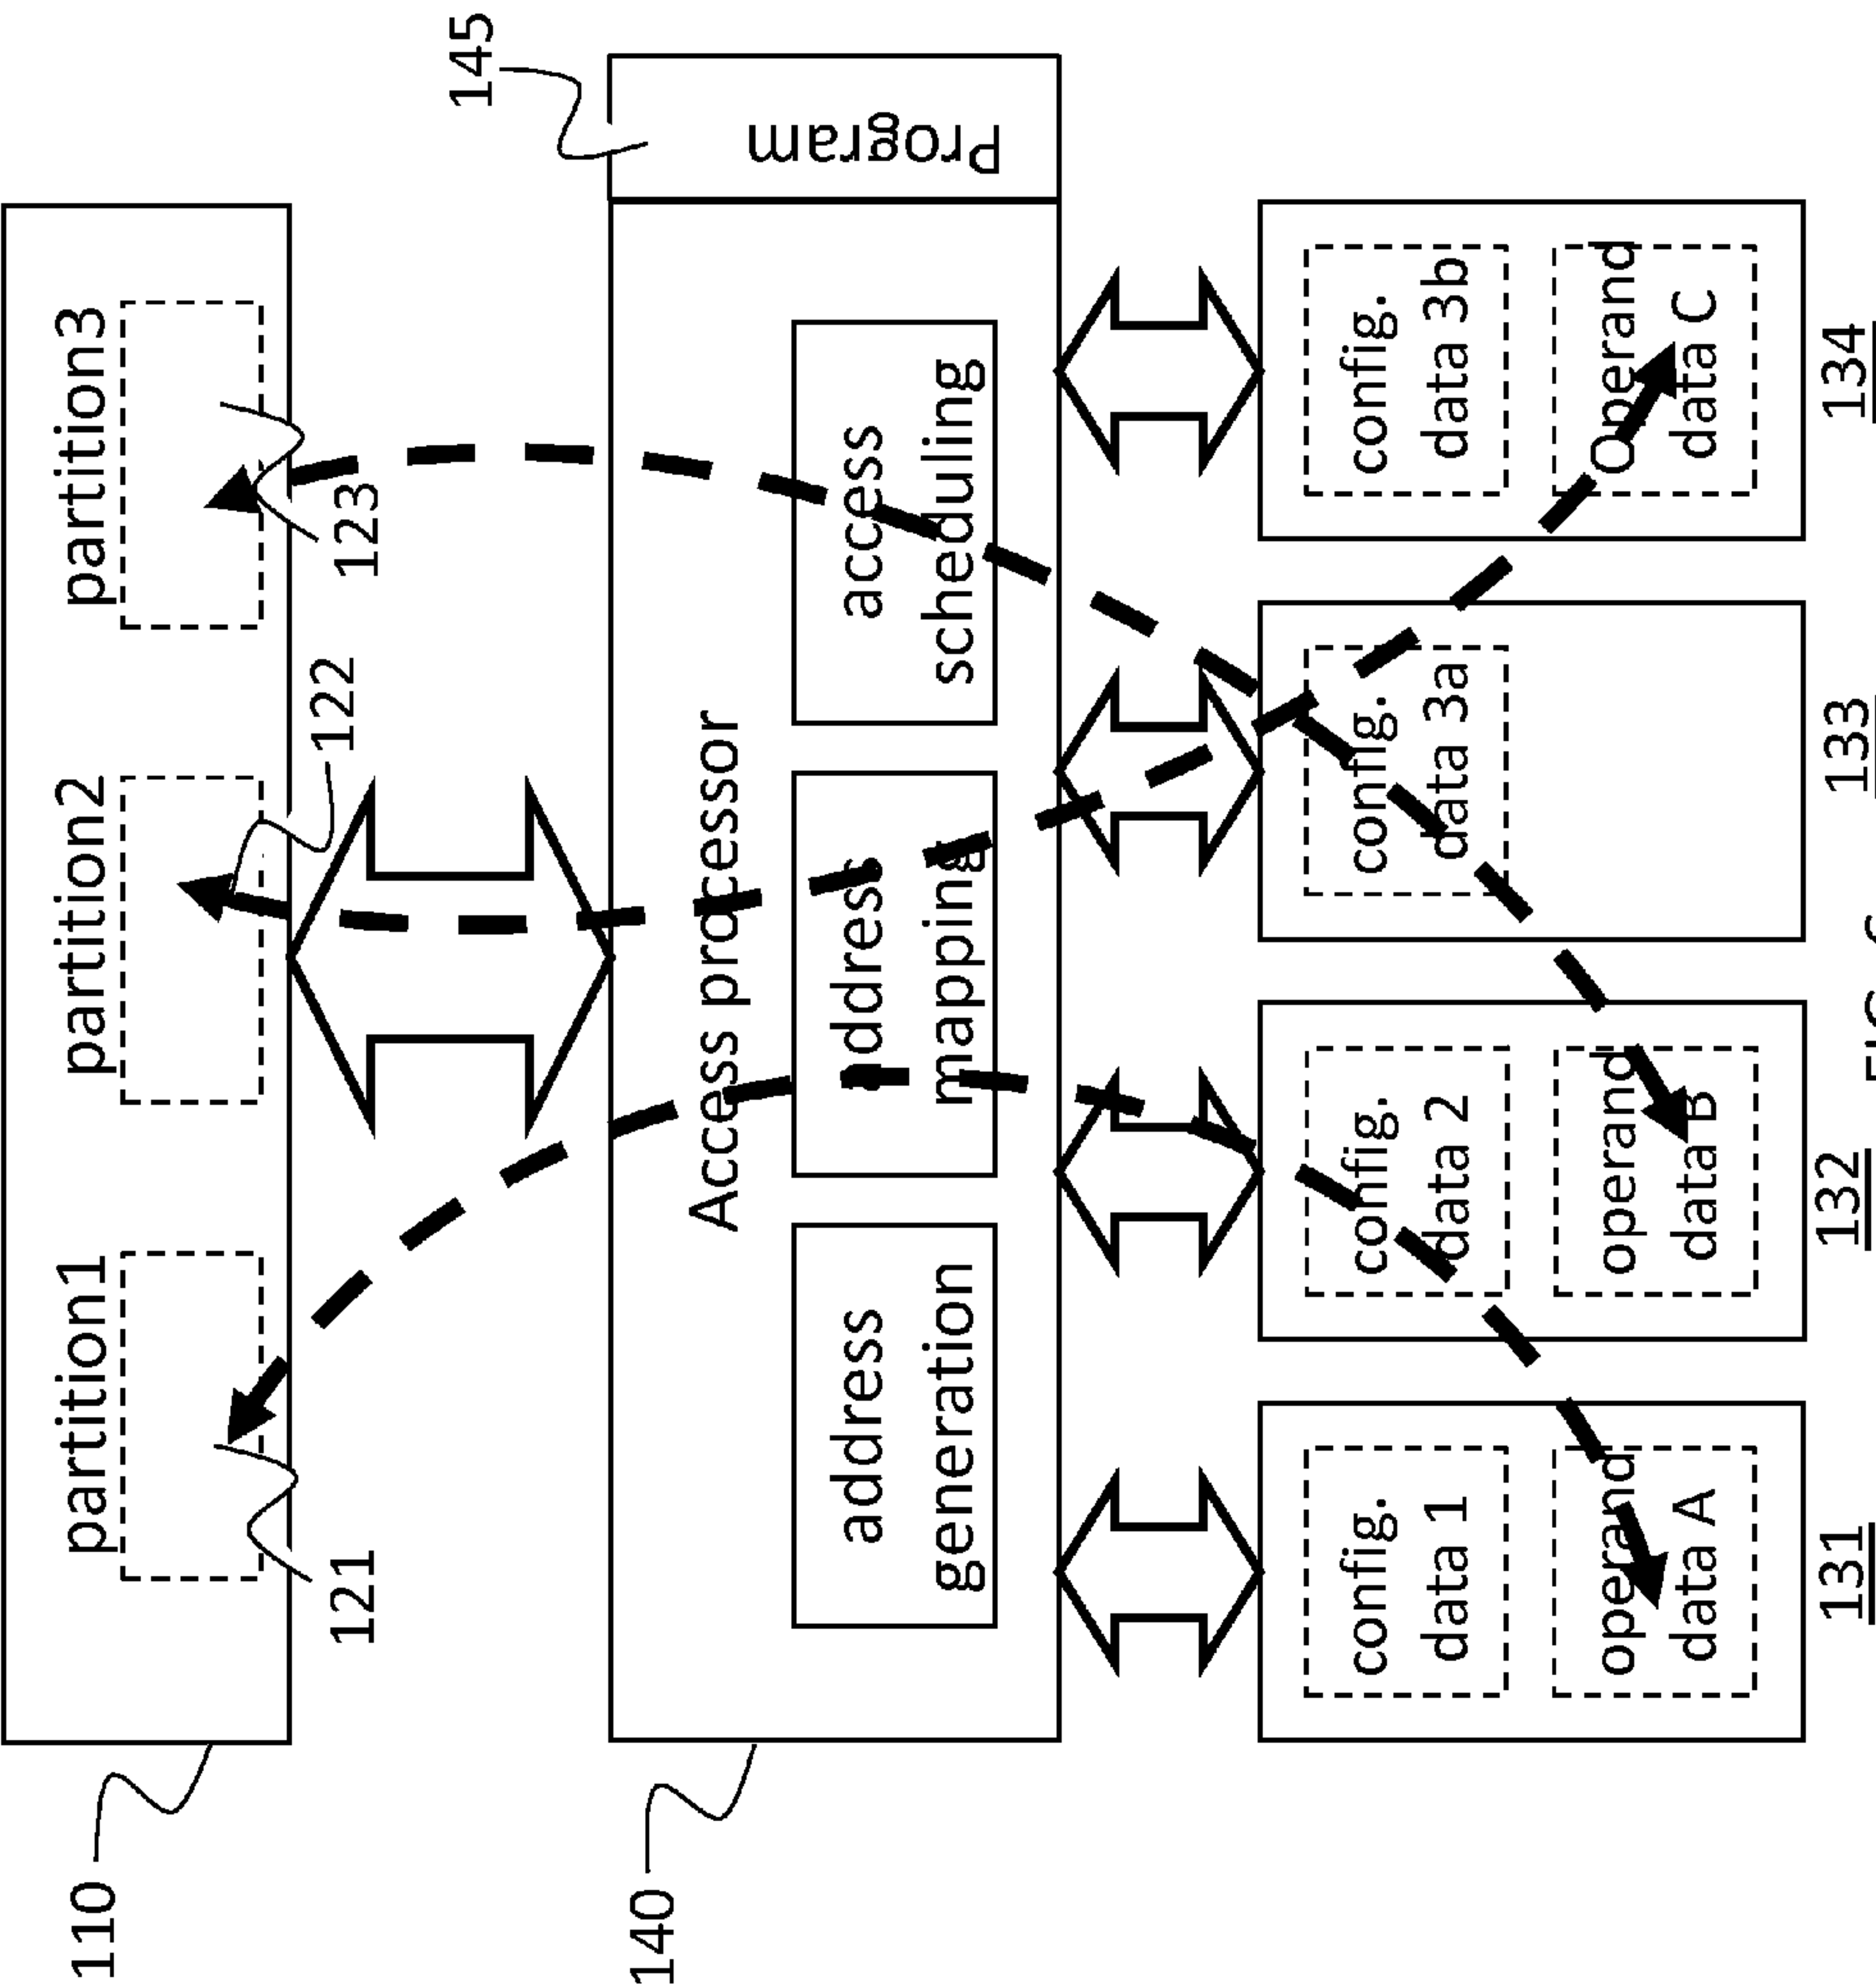 110
partition1
partition2
partition3
121
122
123
145
140
Access processor
Program
address
generation
address
mapping
access
scheduling
config.
data 1
config.
data 2
config.
data 3a
config.
data 3b
operand
data A
operand
data B
Operand
data C
131
132
133
134